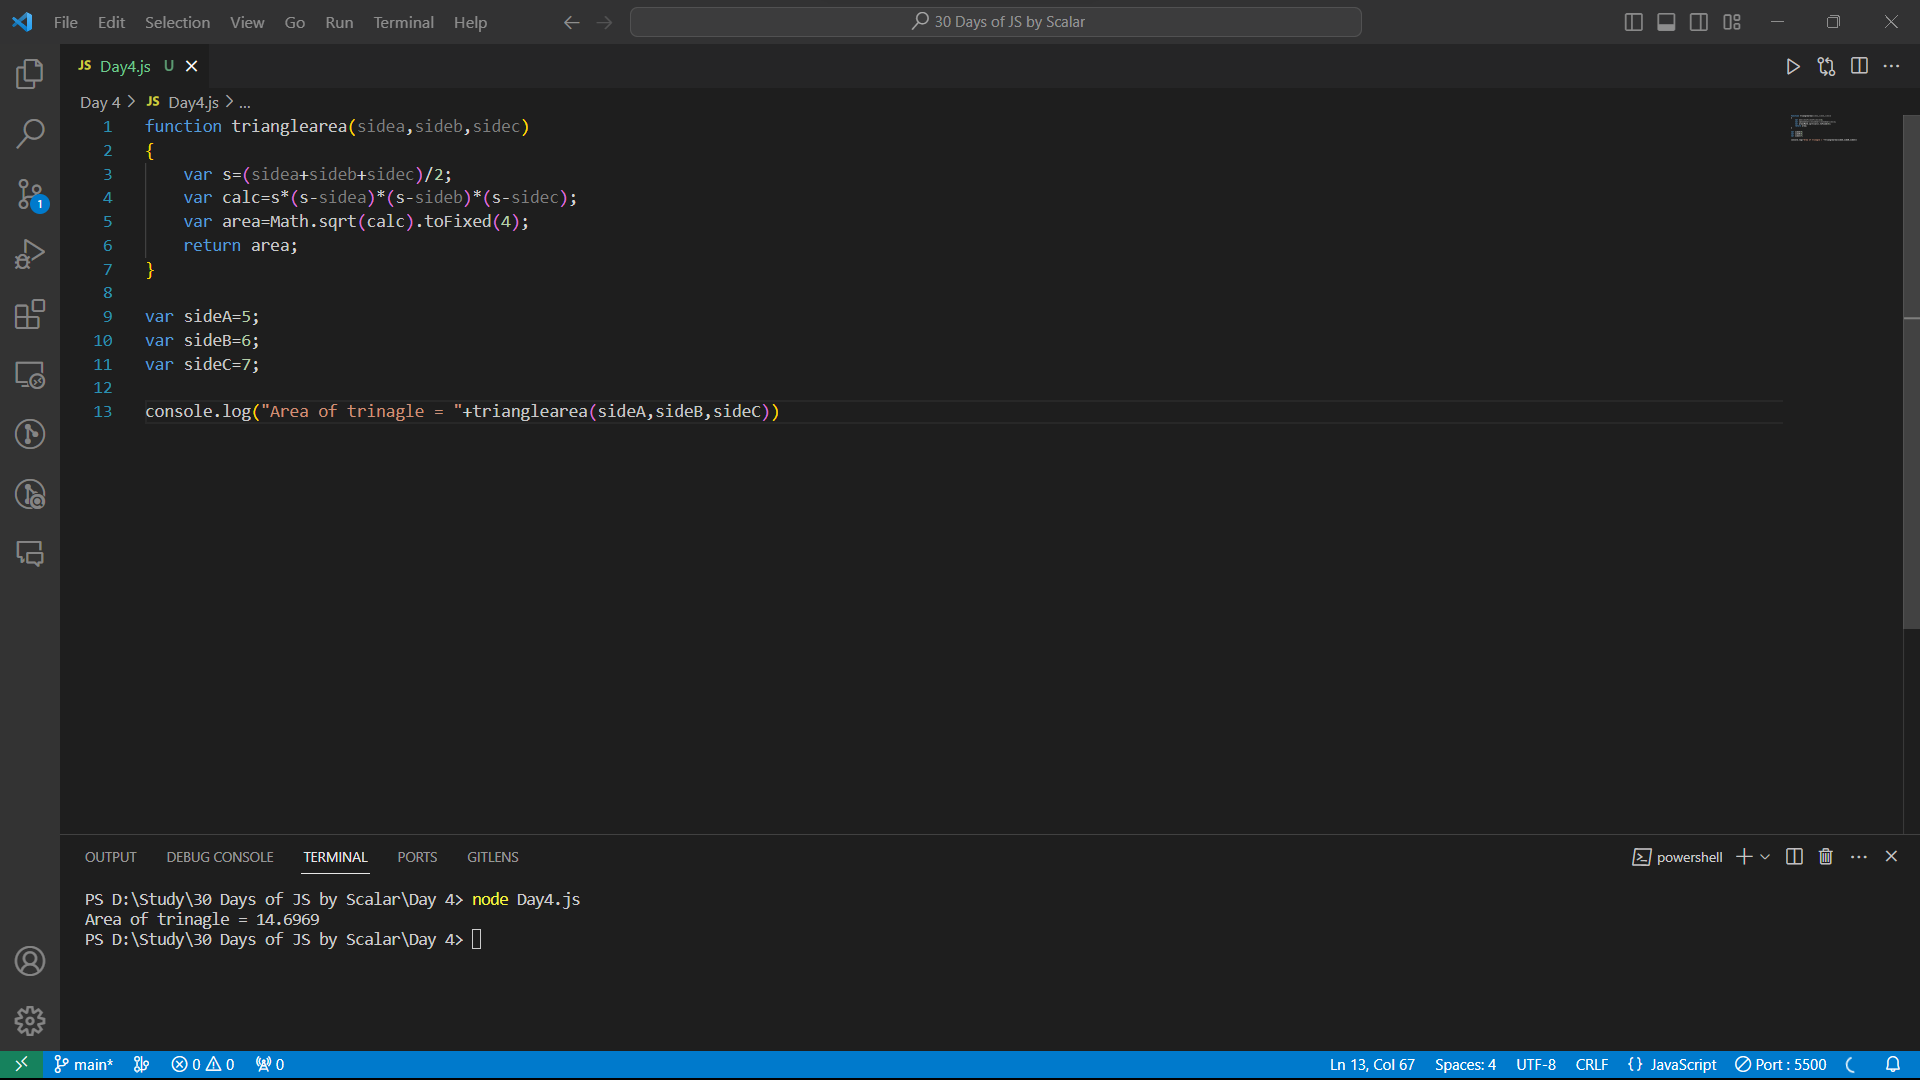 File Edit Selection View Go Run Terminal Help 30 Days of JS by Scalar
JS Day4.js U
Day 4 > JS Day4.js > ...
1 function trianglearea(sidea,sideb,sidec)
2 {
3     var s=(sidea+sideb+sidec)/2;
4     var calc=s*(s-sidea)*(s-sideb)*(s-sidec);
5     var area=Math.sqrt(calc).toFixed(4);
6     return area;
7 }
8
9 var sideA=5;
10 var sideB=6;
11 var sideC=7;
12
13 console.log("Area of trinagle = "+trianglearea(sideA,sideB,sideC))
1
OUTPUT DEBUG CONSOLE TERMINAL PORTS GITLENS powershell
PS D:\Study\30 Days of JS by Scalar\Day 4> node Day4.js
Area of trinagle = 14.6969
PS D:\Study\30 Days of JS by Scalar\Day 4>
main* 0 0 0 Ln 13, Col 67 Spaces: 4 UTF-8 CRLF {} JavaScript Port : 5500